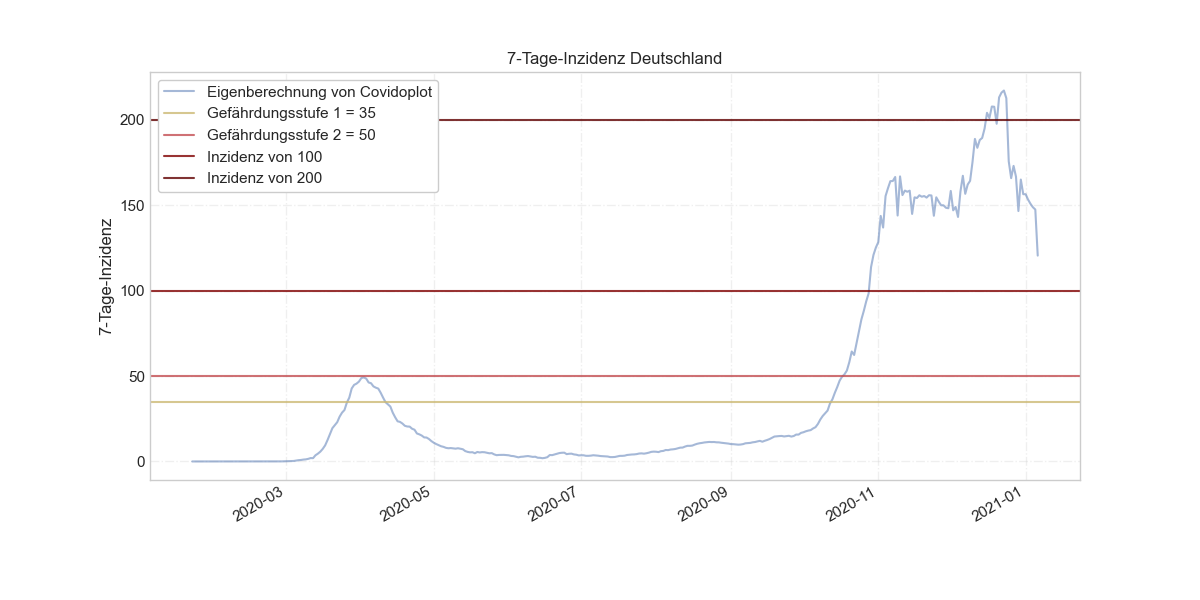 7-Tage-Inzidenz Deutschland
Eigenberechnung von Covidoplot
Gefährdungsstufe 1 = 35
Gefährdungsstufe 2 = 50
Inzidenz von 100
Inzidenz von 200
7-Tage-Inzidenz
200
150
100
50
0
2020-03
2020-05
2020-07
2020-09
2020-11
2021-01